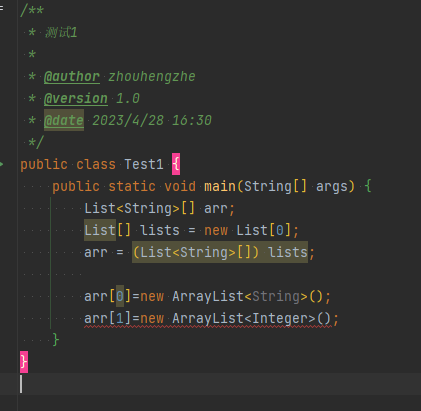 /**
 * 测试1
 *
 * @author zhouhengzhe
 * @version 1.0
 * @date 2023/4/28 16:30
 */
public class Test1 {
    public static void main(String[] args) {
        List<String>[] arr;
        List[] lists = new List[0];
        arr = (List<String>[]) lists;

        arr[0]=new ArrayList<String>();
        arr[1]=new ArrayList<Integer>();
    }
}